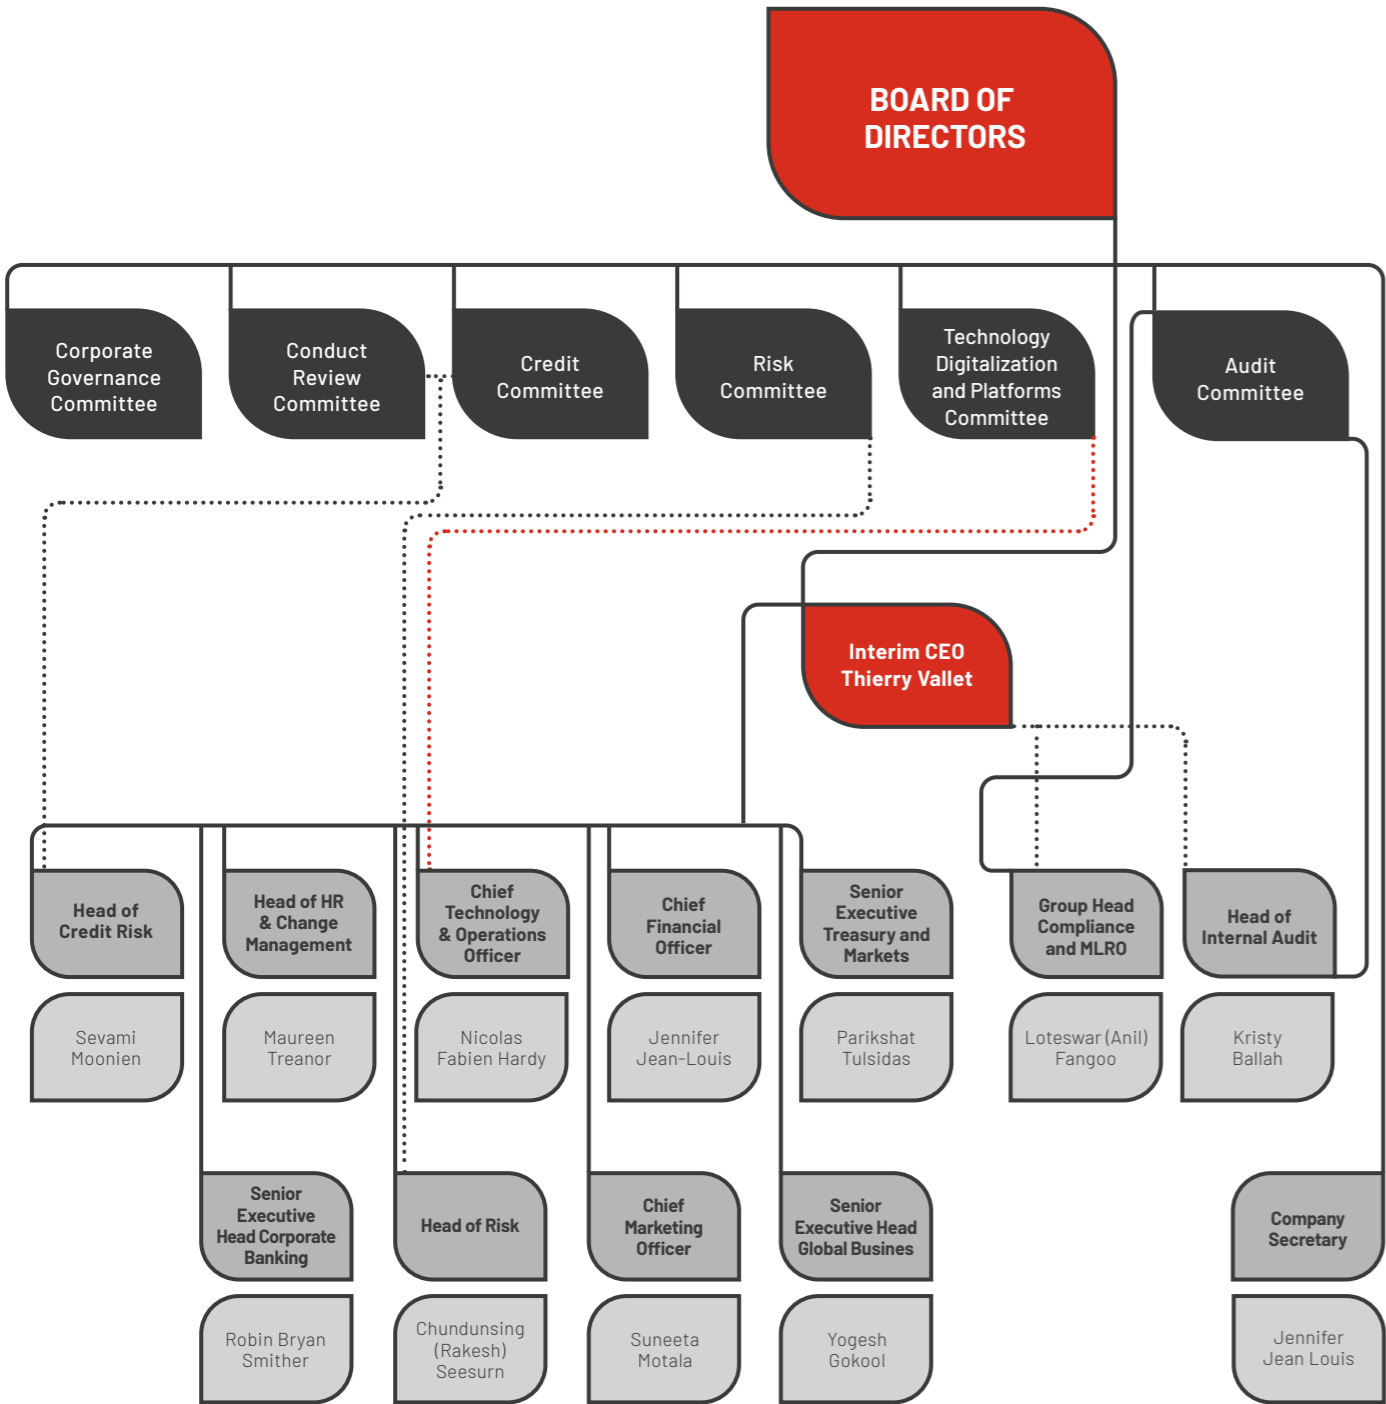 BOARD OF
DIRECTORS
Corporate
Governance
Committee
Conduct
Review
Committee
Credit
Committee
Risk
Committee
Technology
Digitalization
and Platforms
Committee
Audit
Committee
Interim CEO
Thierry Vallet
Head of
Credit Risk
Head of HR
& Change
Management
Chief
Technology
& Operations
Officer
Chief
Financial
Officer
Senior
Executive
Treasury and
Markets
Group Head
Compliance
and MLRO
Head of
Internal Audit
Sevami
Moonien
Maureen
Treanor
Nicolas
Fabien Hardy
Jennifer
Jean-Louis
Parikshat
Tulsidas
Loteswar (Anil)
Fangoo
Kristy
Ballah
Senior
Executive
Head Corporate
Banking
Head of Risk
Chief
Marketing
Officer
Senior
Executive Head
Global Busines
Company
Secretary
Robin Bryan
Smither
Chundunsing
(Rakesh)
Seesurn
Suneeta
Motala
Yogesh
Gokool
Jennifer
Jean Louis